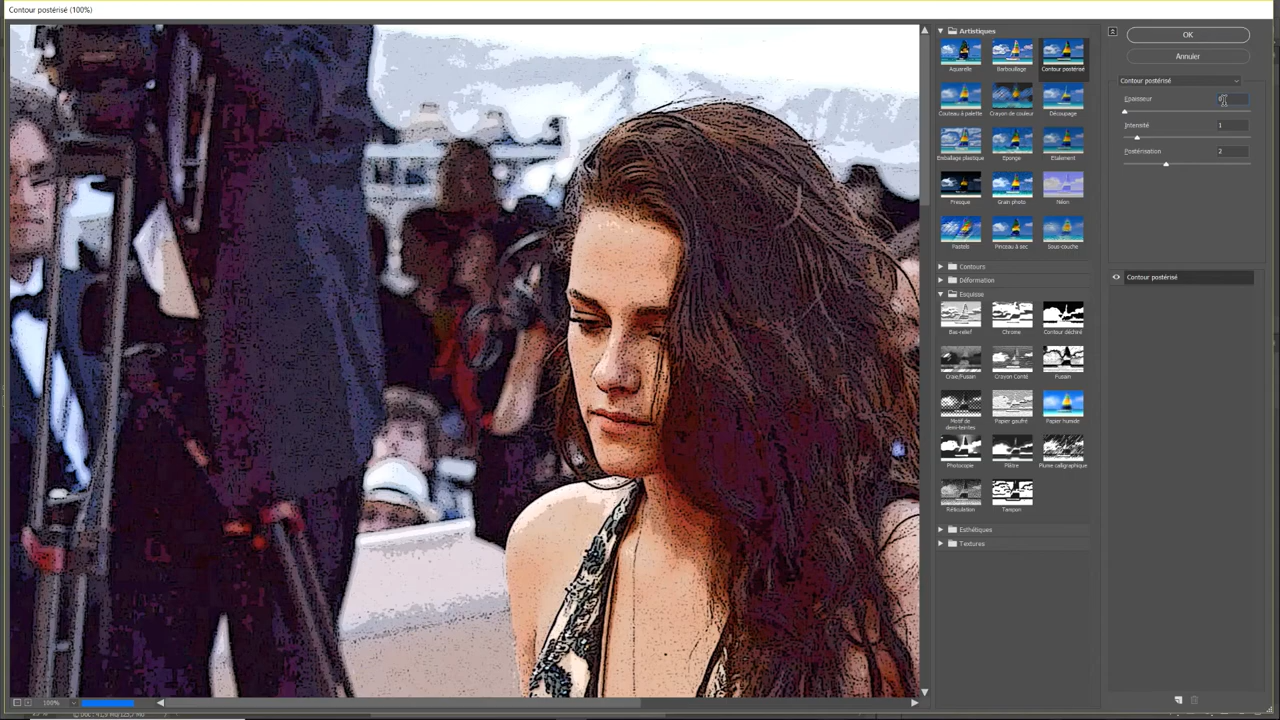 Contour postérisé (100%)
Artistiques
Aquarelle
Barbouillage
Contour postérisé
Couteau à palette
Crayon de couleur
Découpage
Emballage plastique
Eponge
Etalement
Fresque
Grain photo
Néon
Pastels
Pinceau à sec
Sous-couche
Contours
Déformation
Esquisse
Bas-relief
Chrome
Contour déchiré
Craie/Fusain
Crayon Conté
Fusain
Motif de
demi-teintes
Papier gaufré
Papier humide
Photocopie
Plâtre
Plume calligraphique
Réticulation
Tampon
Esthétiques
Textures
OK
Annuler
Contour postérisé
Epaisseur
Intensité
1
Postérisation
2
Contour postérisé
100%